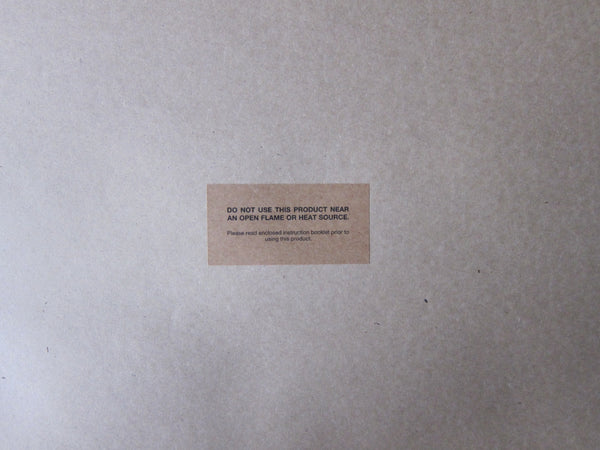 DO NOT USE THIS PRODUCT NEAR
AN OPEN FLAME OR HEAT SOURCE.
Please read enclosed instruction booklet prior to
using this product.